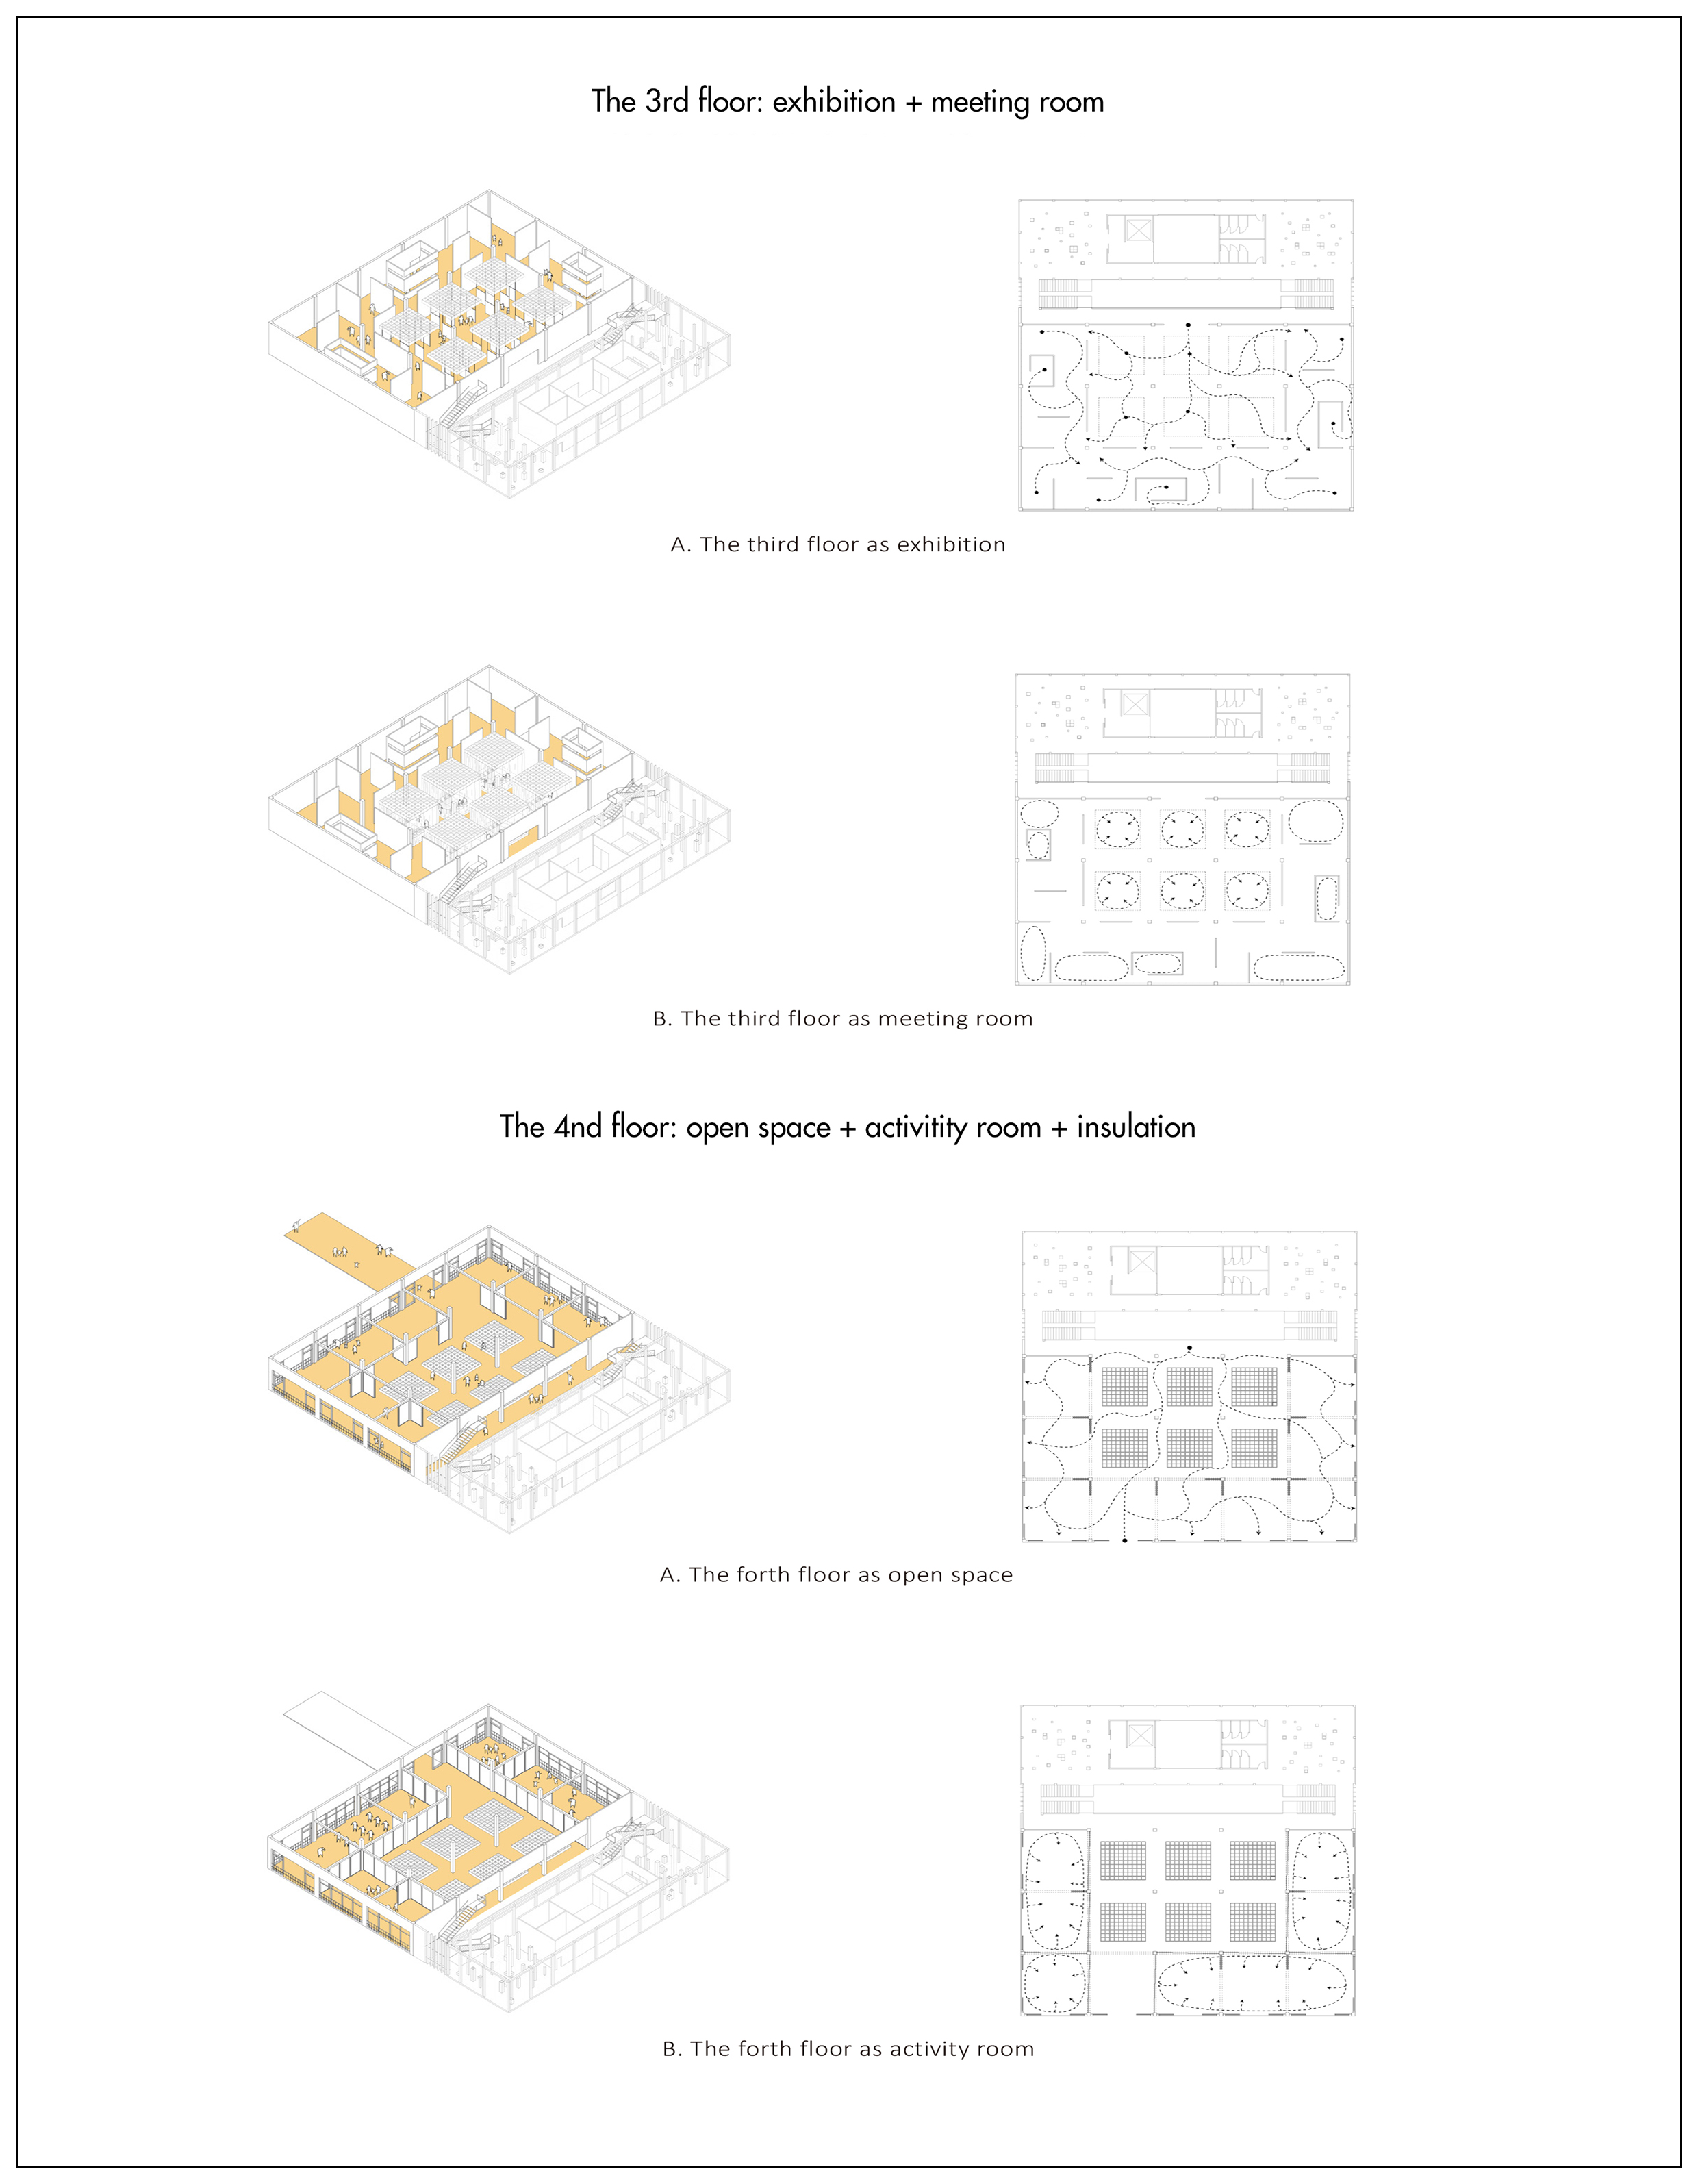 The 3rd floor: exhibition + meeting room
A. The third floor as exhibition
B. The third floor as meeting room
The 4nd floor: open space + activitity room + insulation
A. The forth floor as open space
B. The forth floor as activity room